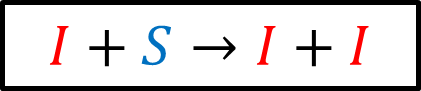 I + S → I + I